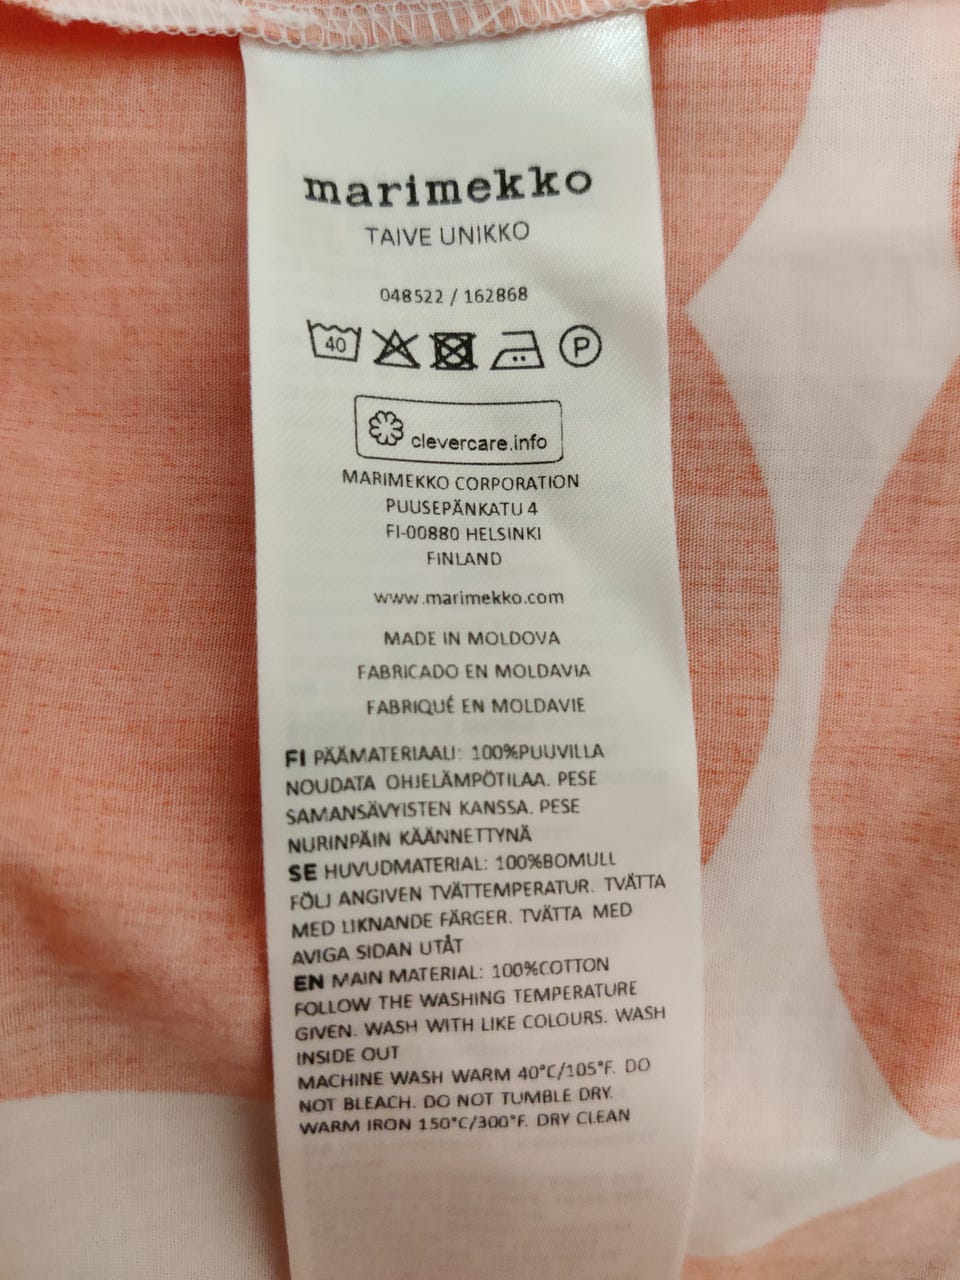 marimekko
TAIVE UNIKKO
048522 / 162868
40 P
clevercare.info
MARIMEKKO CORPORATION
PUUSEPÄNKATU 4
FI-00880 HELSINKI
FINLAND
www.marimekko.com
MADE IN MOLDOVA
FABRICADO EN MOLDAVIA
FABRIQUÉ EN MOLDAVIE
FI PÄÄMATERIAALI: 100%PUUVILLA
NOUDATA OHJELÄMPÖTILAA. PESE
SAMANSÄVYISTEN KANSSA. PESE
NURINPÄIN KÄÄNNETTYNÄ
SE HUVUDMATERIAL: 100%BOMULL
FÖLJ ANGIVEN TVÄTTEMPERATUR. TVÄTTA
MED LIKNANDE FÄRGER. TVÄTTA MED
AVIGA SIDAN UTÅT
EN MAIN MATERIAL: 100%COTTON
FOLLOW THE WASHING TEMPERATURE
GIVEN. WASH WITH LIKE COLOURS. WASH
INSIDE OUT
MACHINE WASH WARM 40°C/105°F. DO
NOT BLEACH. DO NOT TUMBLE DRY.
WARM IRON 150°C/300°F. DRY CLEAN